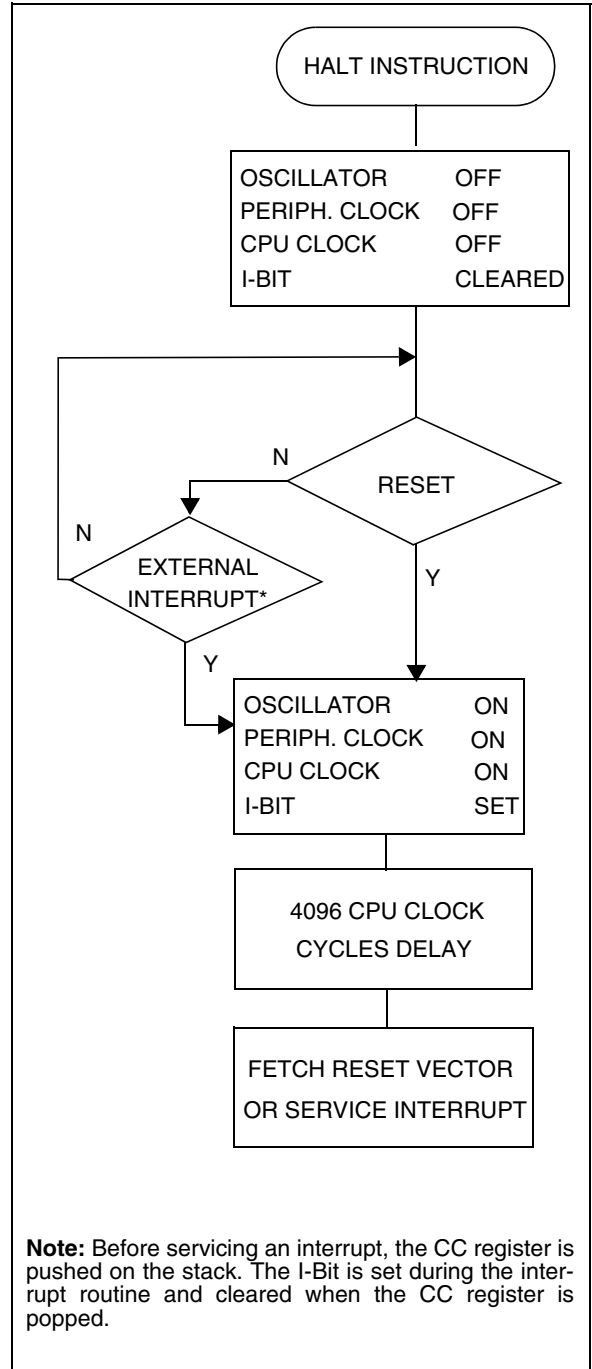 HALT INSTRUCTION
OSCILLATOR OFF
PERIPH. CLOCK OFF
CPU CLOCK OFF
I-BIT CLEARED
N
RESET
N
EXTERNAL
INTERRUPT*
Y
Y
OSCILLATOR ON
PERIPH. CLOCK ON
CPU CLOCK ON
I-BIT SET
4096 CPU CLOCK
CYCLES DELAY
FETCH RESET VECTOR
OR SERVICE INTERRUPT
Note: Before servicing an interrupt, the CC register is
pushed on the stack. The I-Bit is set during the inter-
rupt routine and cleared when the CC register is
popped.